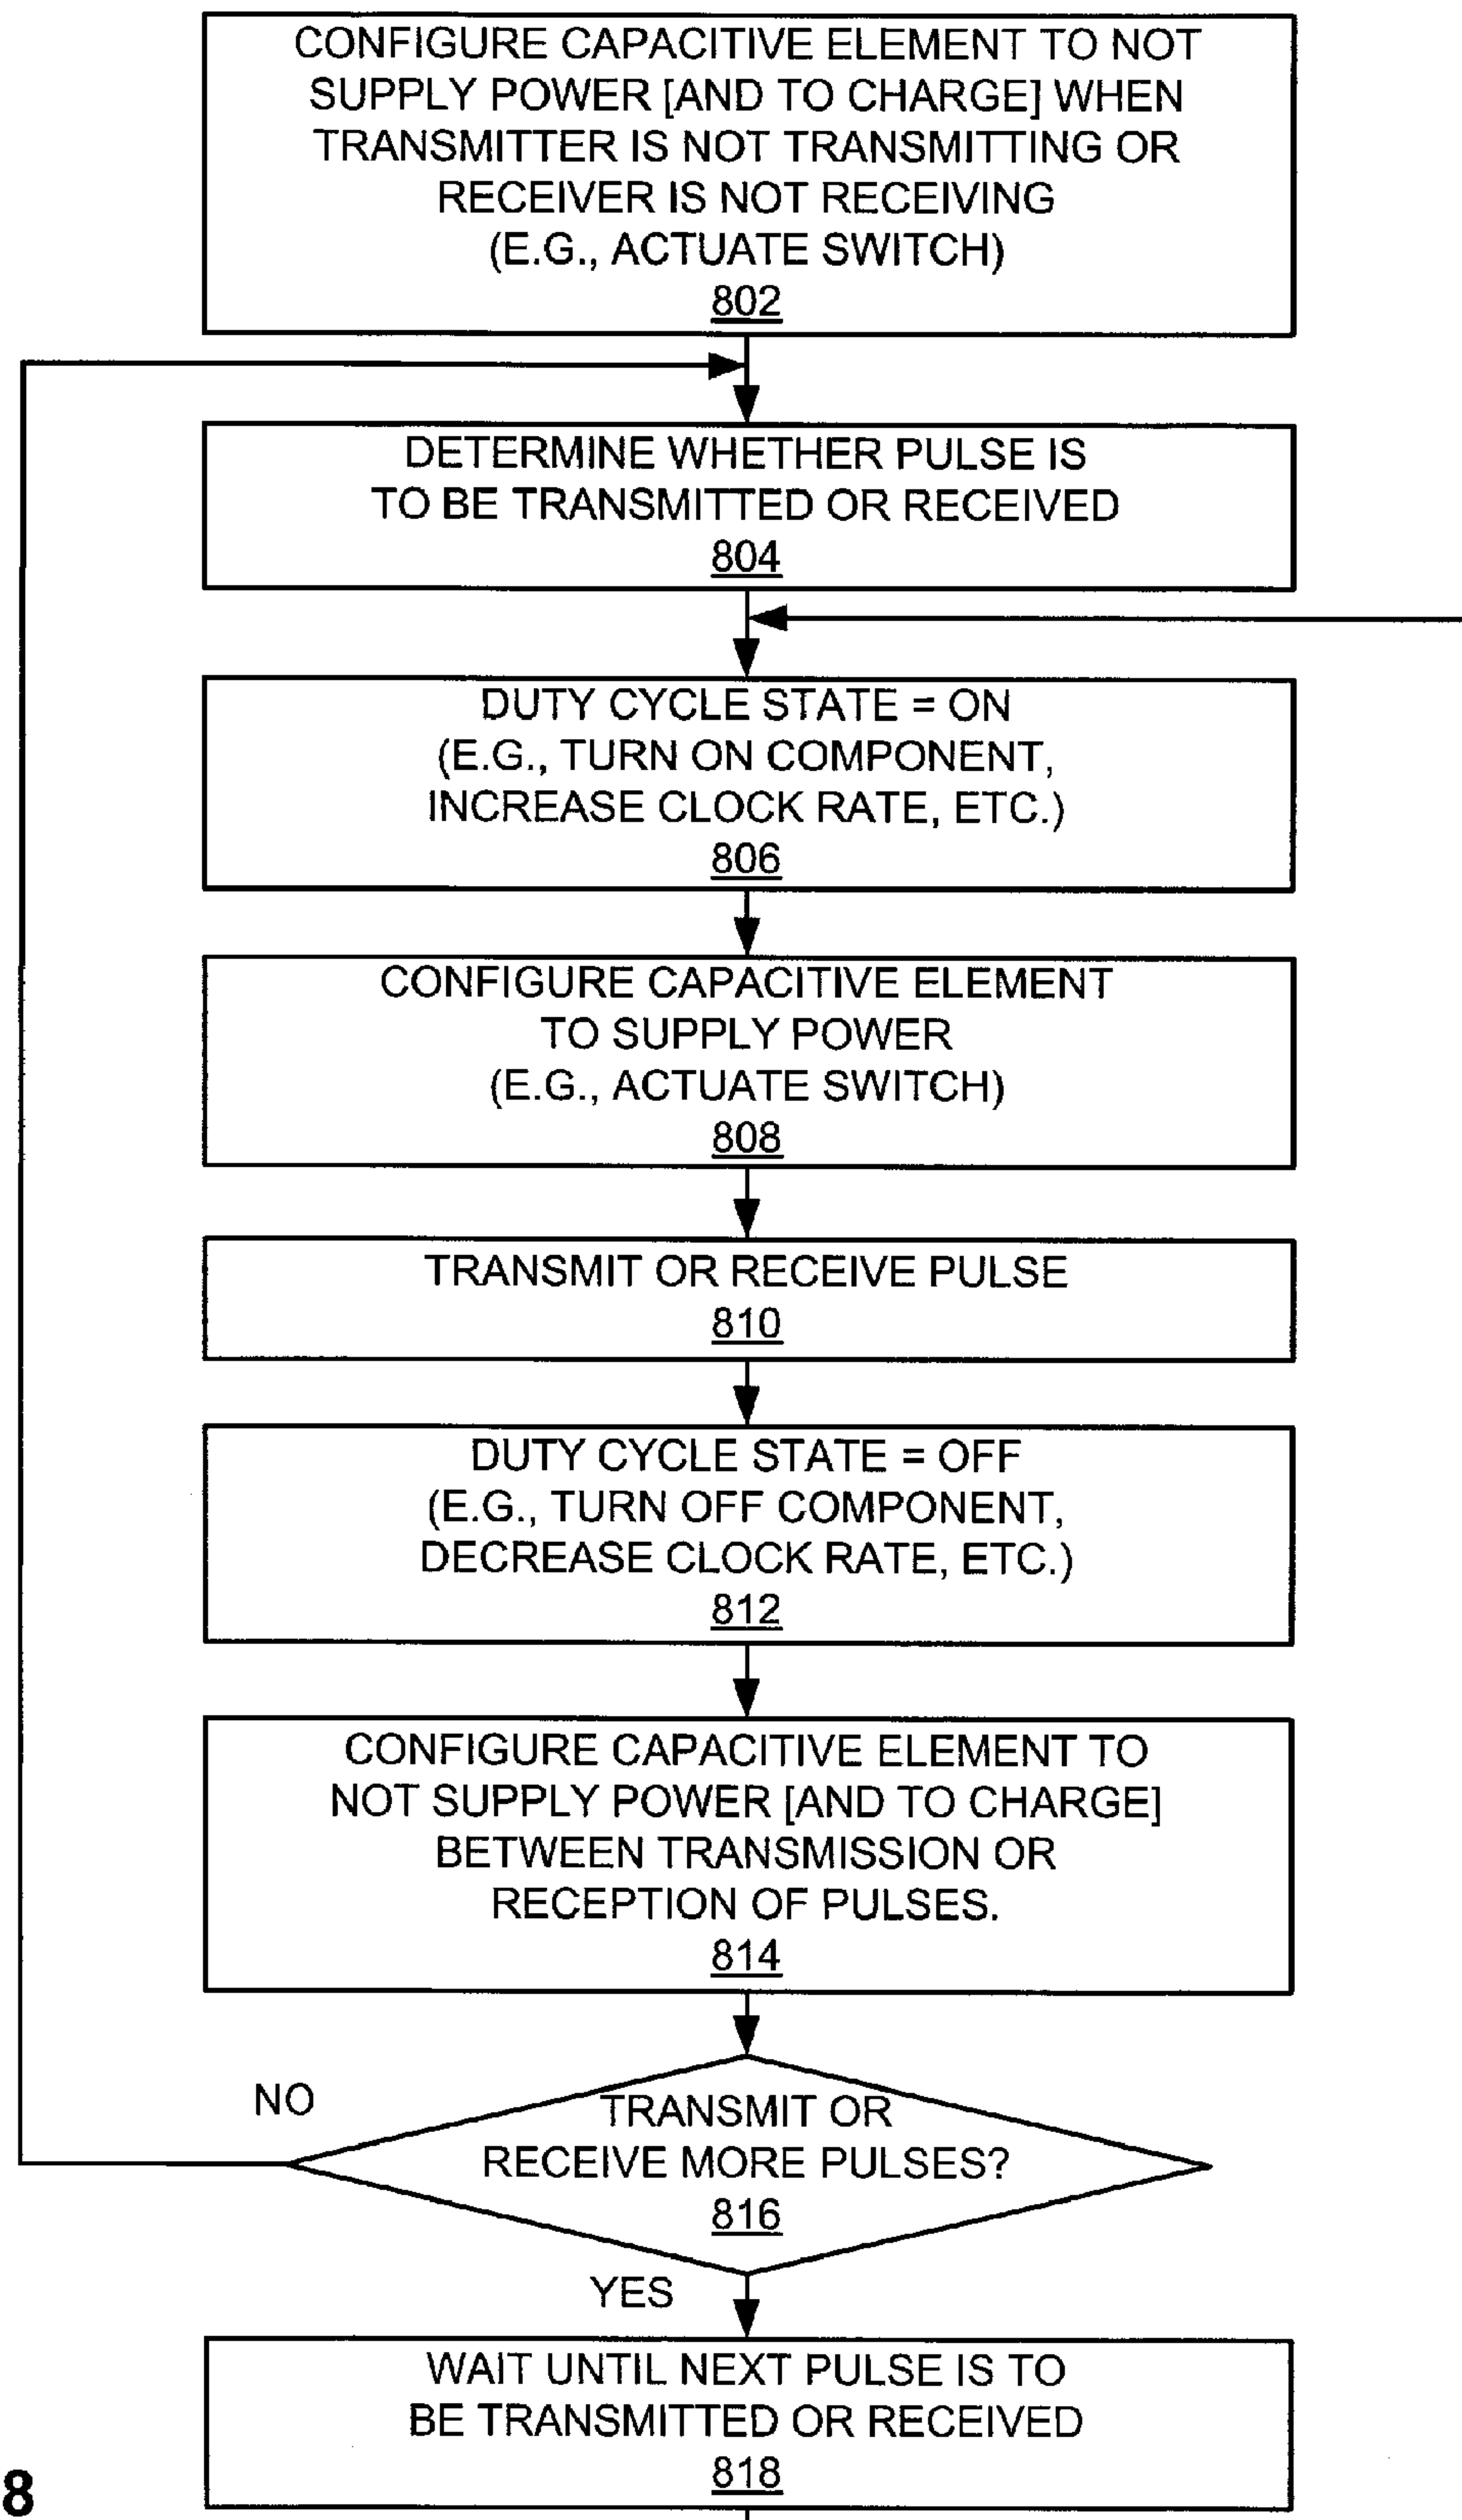 CONFIGURE CAPACITIVE ELEMENT TO NOT
SUPPLY POWER [AND TO CHARGE] WHEN
TRANSMITTER IS NOT TRANSMITTING OR
RECEIVER IS NOT RECEIVING
(E.G., ACTUATE SWITCH)
802
DETERMINE WHETHER PULSE IS
TO BE TRANSMITTED OR RECEIVED
804
DUTY CYCLE STATE = ON
(E.G., TURN ON COMPONENT,
INCREASE CLOCK RATE, ETC.)
806
CONFIGURE CAPACITIVE ELEMENT
TO SUPPLY POWER
(E.G., ACTUATE SWITCH)
808
TRANSMIT OR RECEIVE PULSE
810
DUTY CYCLE STATE = OFF
(E.G., TURN OFF COMPONENT,
DECREASE CLOCK RATE, ETC.)
812
CONFIGURE CAPACITIVE ELEMENT TO
NOT SUPPLY POWER [AND TO CHARGE]
BETWEEN TRANSMISSION OR
RECEPTION OF PULSES.
814
NO
TRANSMIT OR
RECEIVE MORE PULSES?
816
YES
WAIT UNTIL NEXT PULSE IS TO
BE TRANSMITTED OR RECEIVED
818
8